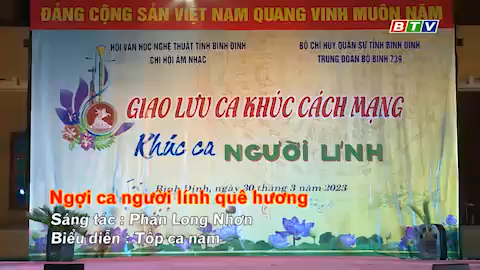 ĐẢNG CỘNG SẢN VIỆT NAM QUANG VINH MUÔN NĂM
BTV
HỘI VĂN HỌC NGHỆ THUẬT TỈNH BÌNH ĐỊNH
CHI HỘI ÂM NHẠC
BỘ CHỈ HUY QUÂN SỰ TỈNH BÌNH ĐỊNH
TRUNG ĐOÀN BỘ BINH 739
GIAO LƯU CA KHÚC CÁCH MẠNG
Khúc ca NGƯỜI LÍNH
Bình Định, ngày 30 tháng 3 năm 2023
Ngợi ca người lính quê hương
Sáng tác : Phan Long Nhơn
Biểu diễn : Tốp ca nam